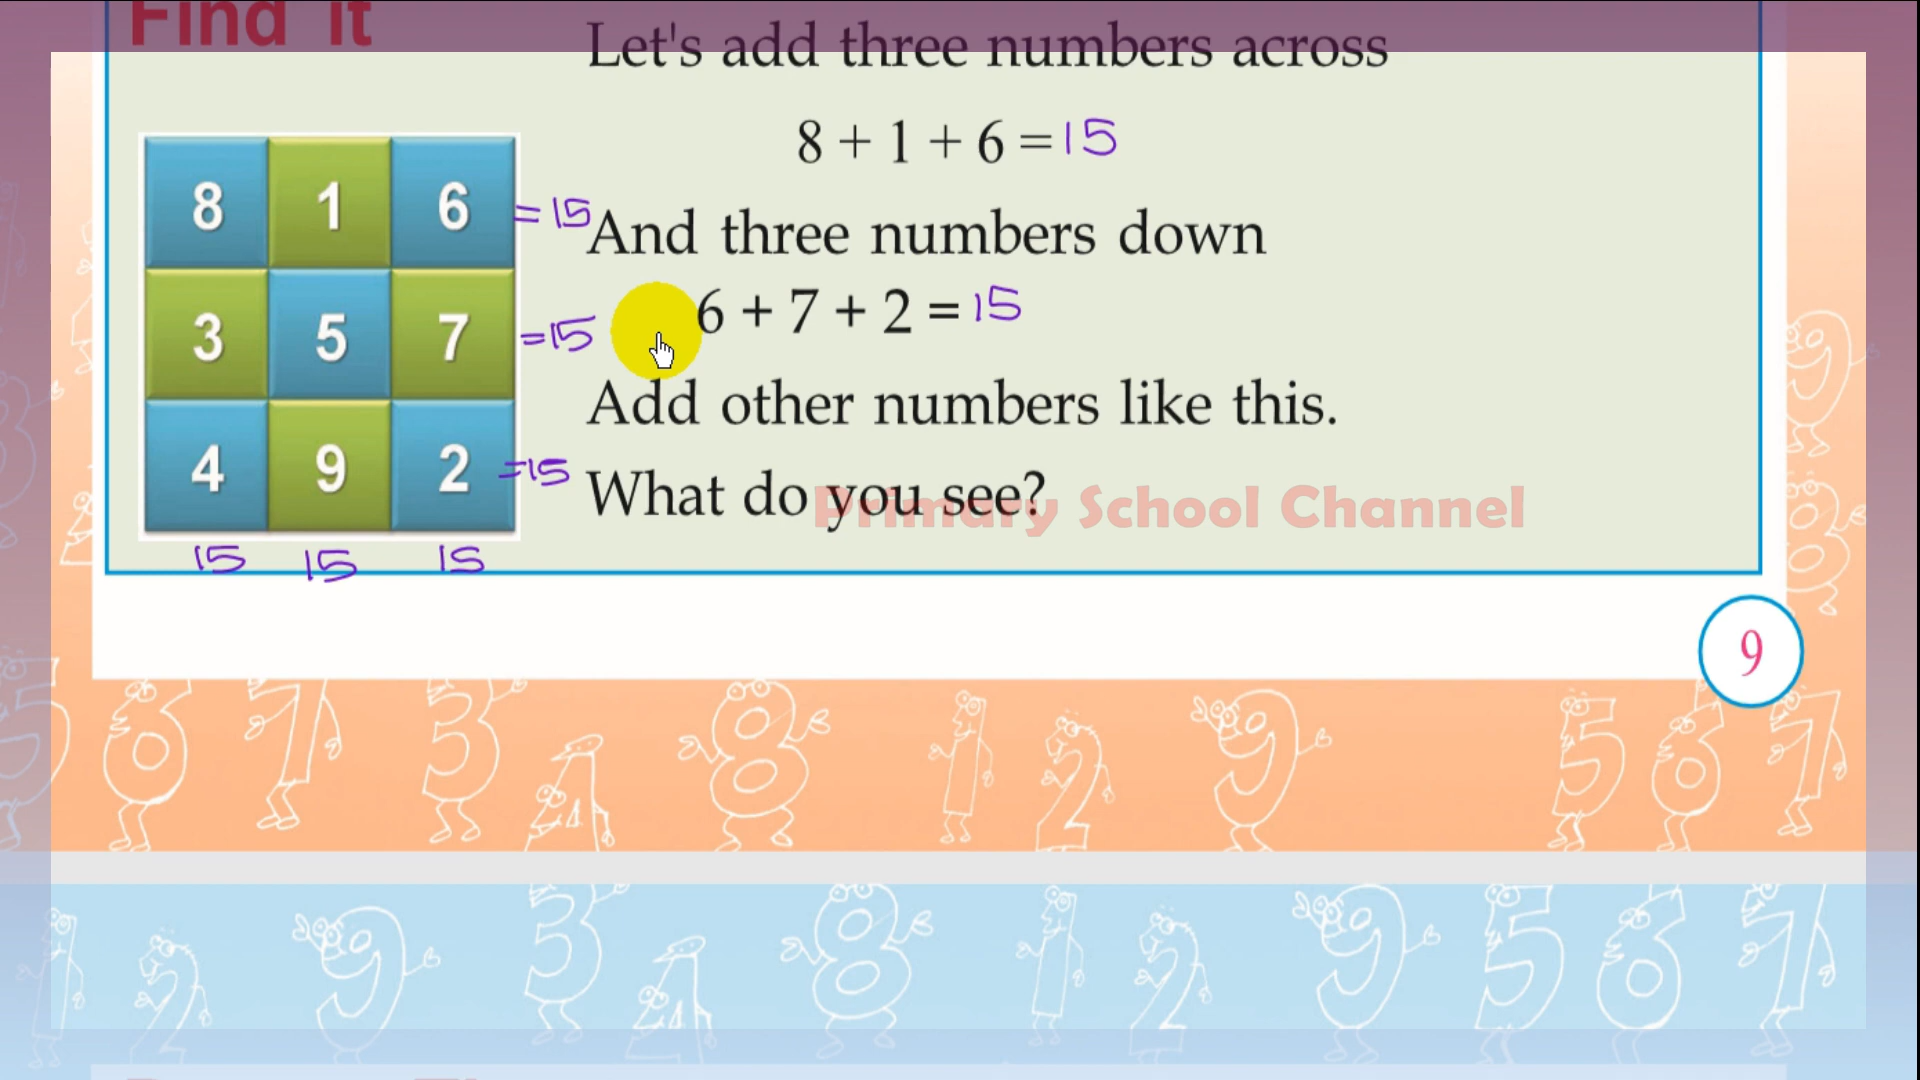 Find it
Let's add three numbers across
8 + 1 + 6 = 15
8 1 6 = 15
And three numbers down
3 5 7 = 15
6 + 7 + 2 = 15
Add other numbers like this.
4 9 2 = 15
What do you see?
Primary School Channel
15 15 15
9